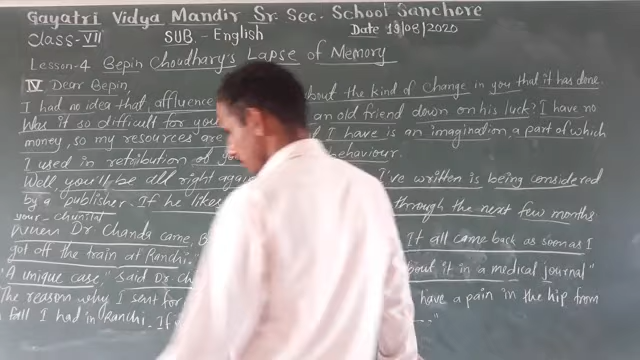 Gayatri Vidya Mandir Sr. Sec. School Sanchore
Class-VII SUB.-English Date 19/08/2020
Lesson-4 Bepin Choudhary's Lapse of Memory
IV Dear Bepin,
I had no idea that affluence about the kind of change in you that it has done.
Was it so difficult for you an old friend down on his luck? I have no
money, so my resources are I have is an imagination, a part of which
I used in retribution of behaviour.
Well, you'll be all right again I've written is being considered
by a publisher. If he likes through the next few months
your
When Dr Chanda came, B It all came back as soon as I
got off the train at Ranchi."
"A unique case," said Dr Ch about it in a medical journal"
The reason why I sent for have a pain in the hip from
fall I had in Ranchi. If